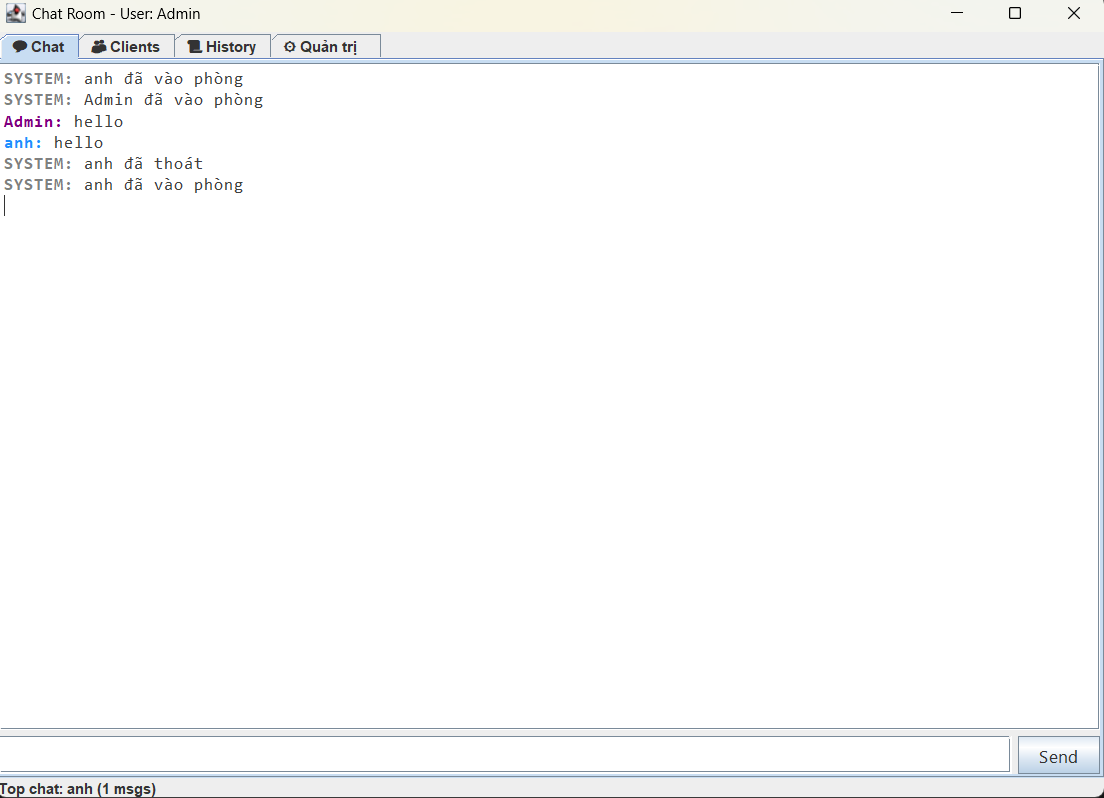 Chat Room - User: Admin
Chat Clients History Quản trị
SYSTEM: anh đã vào phòng
SYSTEM: Admin đã vào phòng
Admin: hello
anh: hello
SYSTEM: anh đã thoát
SYSTEM: anh đã vào phòng
Send
Top chat: anh (1 msgs)